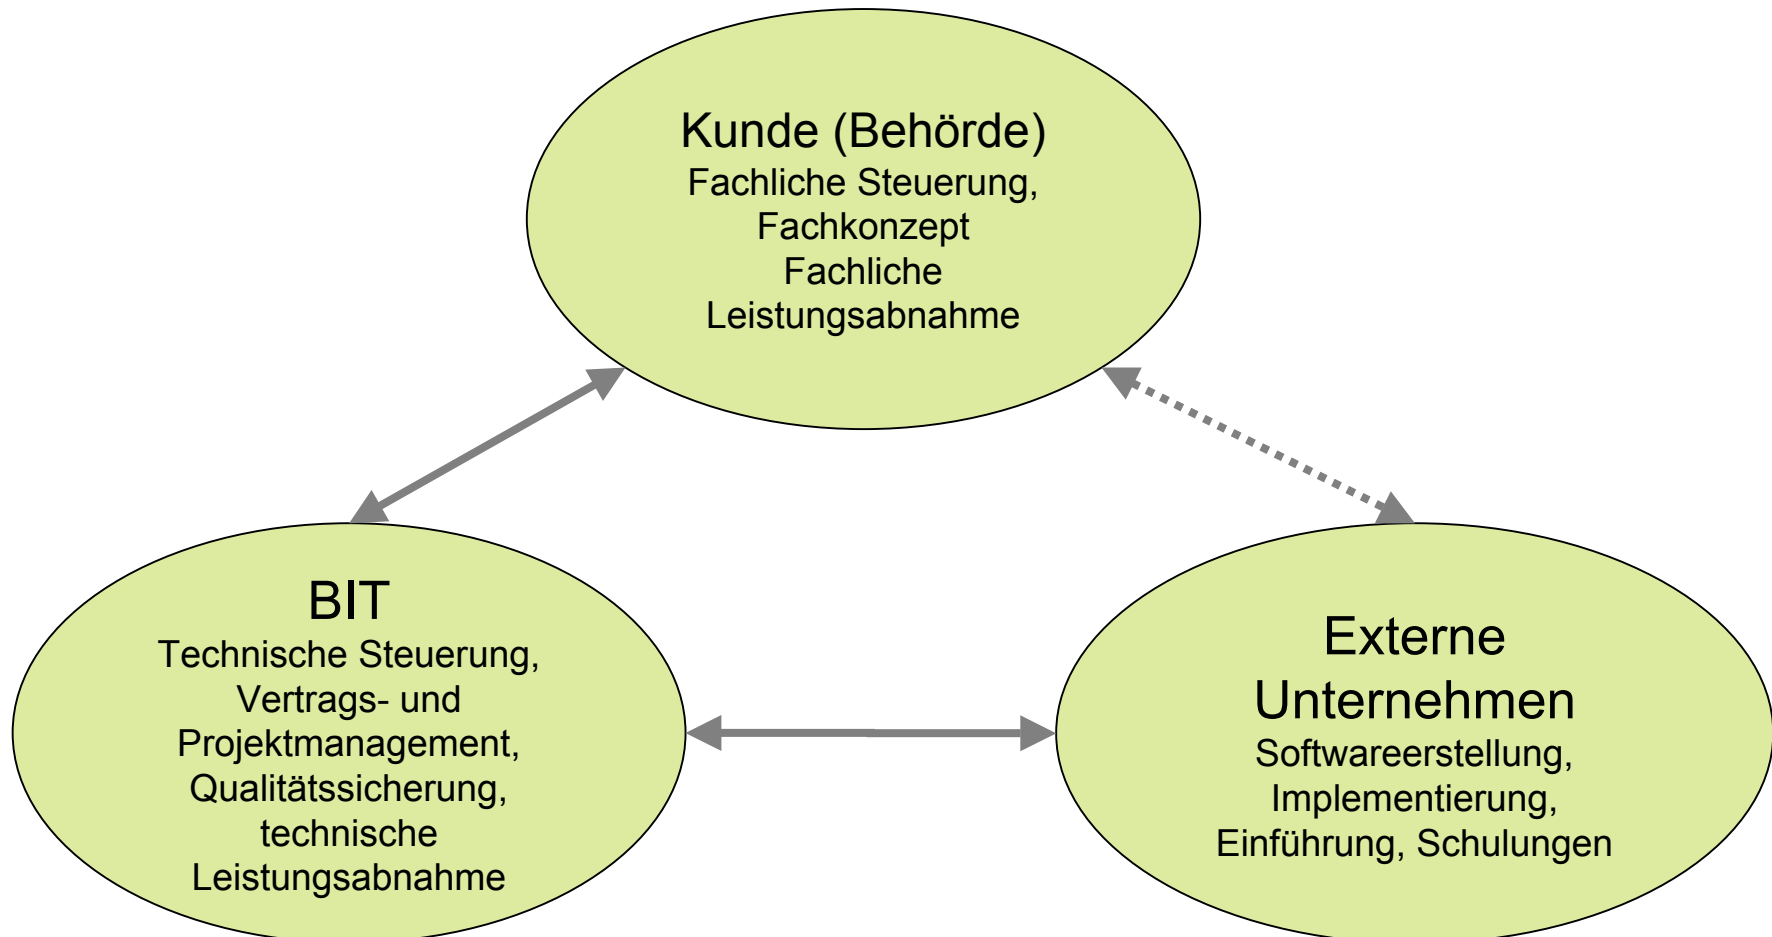 Kunde (Behörde)
Fachliche Steuerung,
Fachkonzept
Fachliche
Leistungsabnahme
BIT
Technische Steuerung,
Vertrags- und
Projektmanagement,
Qualitätssicherung,
technische
Leistungsabnahme
Externe
Unternehmen
Softwareerstellung,
Implementierung,
Einführung, Schulungen